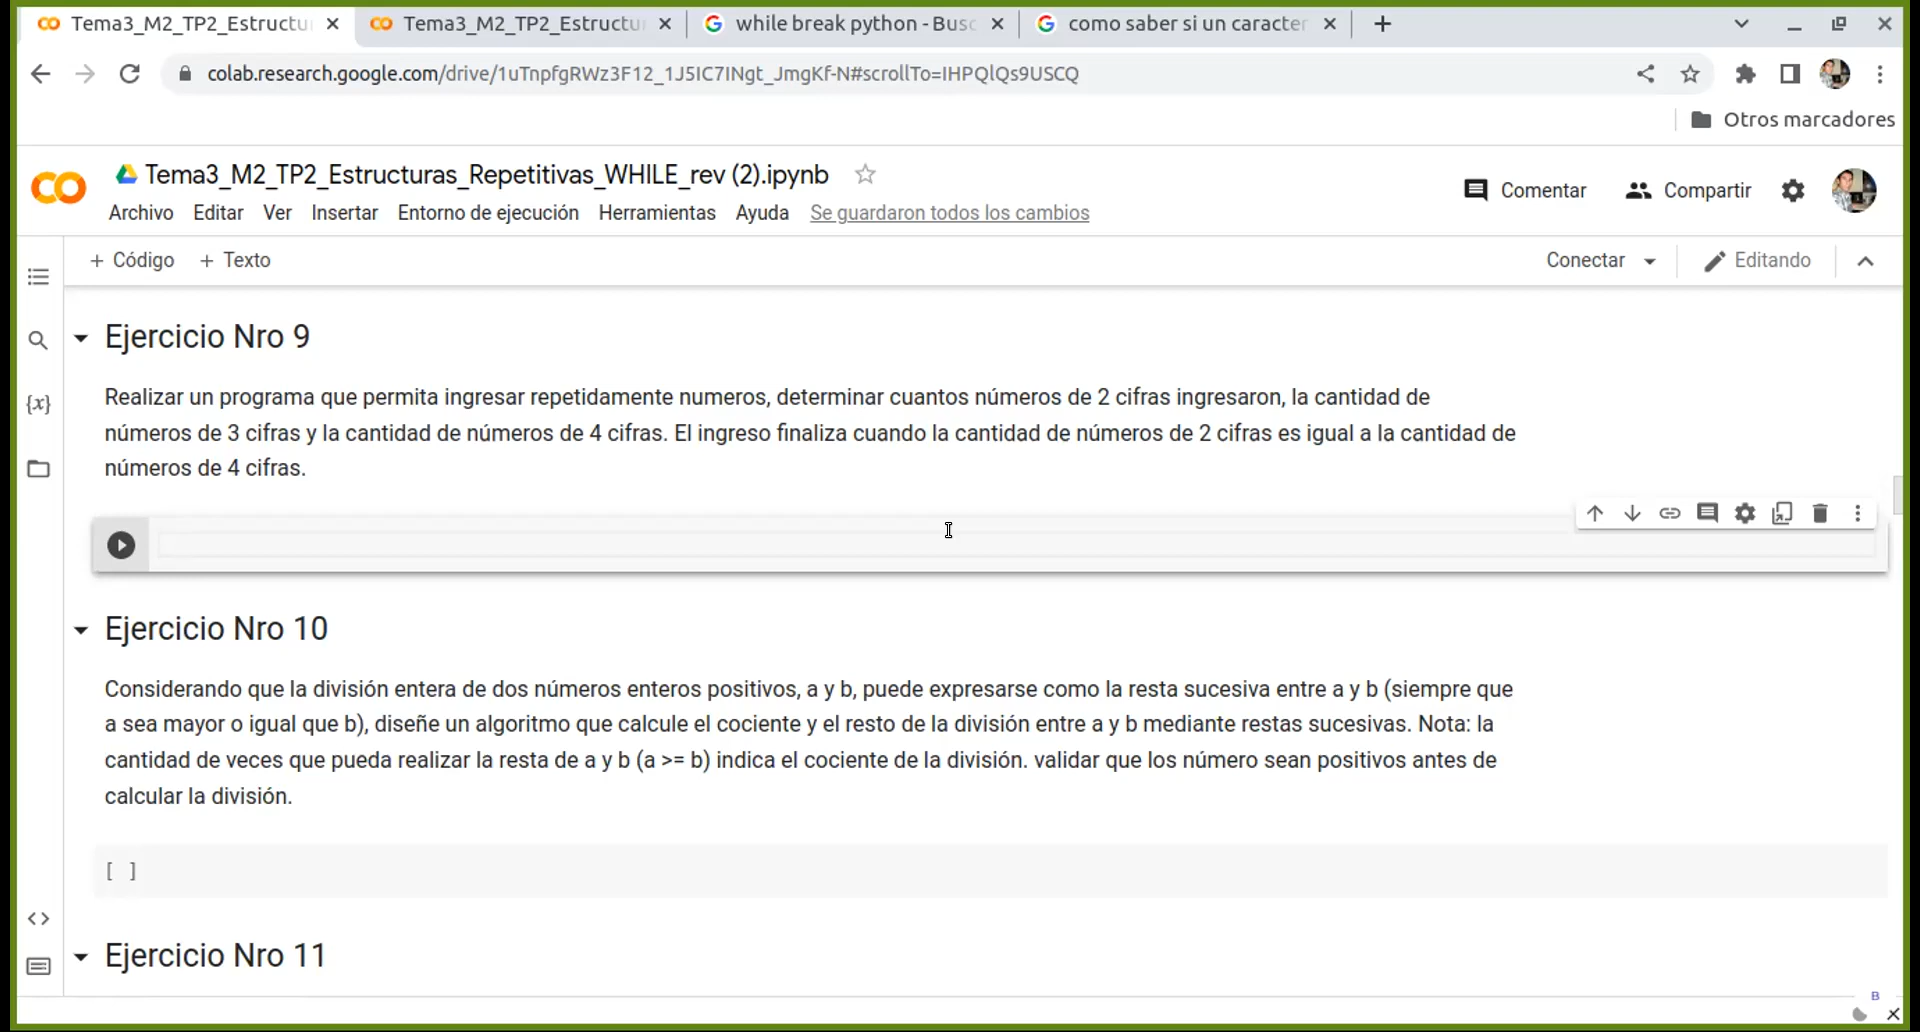 Tema3_M2_TP2_Estructu
Tema3_M2_TP2_Estructu
while break python - Bus
como saber si un caracter
colab.research.google.com/drive/1uTnpfgRWz3F12_1J5IC7INgt_JmgKf-N#scrollTo=IHPQlQs9USCQ
Otros marcadores
Tema3_M2_TP2_Estructuras_Repetitivas_WHILE_rev (2).ipynb
Comentar
Compartir
Archivo Editar Ver Insertar Entorno de ejecución Herramientas Ayuda Se guardaron todos los cambios
+ Código + Texto
Conectar
Editando
Ejercicio Nro 9
Realizar un programa que permita ingresar repetidamente numeros, determinar cuantos números de 2 cifras ingresaron, la cantidad de
números de 3 cifras y la cantidad de números de 4 cifras. El ingreso finaliza cuando la cantidad de números de 2 cifras es igual a la cantidad de
números de 4 cifras.
Ejercicio Nro 10
Considerando que la división entera de dos números enteros positivos, a y b, puede expresarse como la resta sucesiva entre a y b (siempre que
a sea mayor o igual que b), diseñe un algoritmo que calcule el cociente y el resto de la división entre a y b mediante restas sucesivas. Nota: la
cantidad de veces que pueda realizar la resta de a y b (a >= b) indica el cociente de la división. validar que los número sean positivos antes de
calcular la división.
[ ]
Ejercicio Nro 11
B